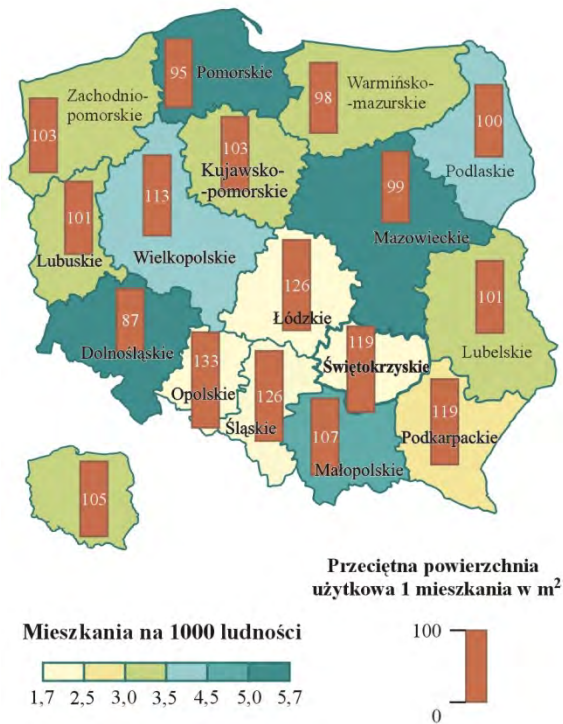 95
Pomorskie
Zachodnio-
pomorskie
103
Warmińsko-
-mazurskie
98
100
Podlaskie
103
Kujawsko-
-pomorskie
113
Wielkopolskie
99
Mazowieckie
101
Lubuskie
126
Łódzkie
101
Lubelskie
87
Dolnośląskie
133
Opolskie
126
Śląskie
119
Świętokrzyskie
107
Małopolskie
119
Podkarpackie
105
Przeciętna powierzchnia
użytkowa 1 mieszkania w m²
100
0
Mieszkania na 1000 ludności
1,7 2,5 3,0 3,5 4,5 5,0 5,7